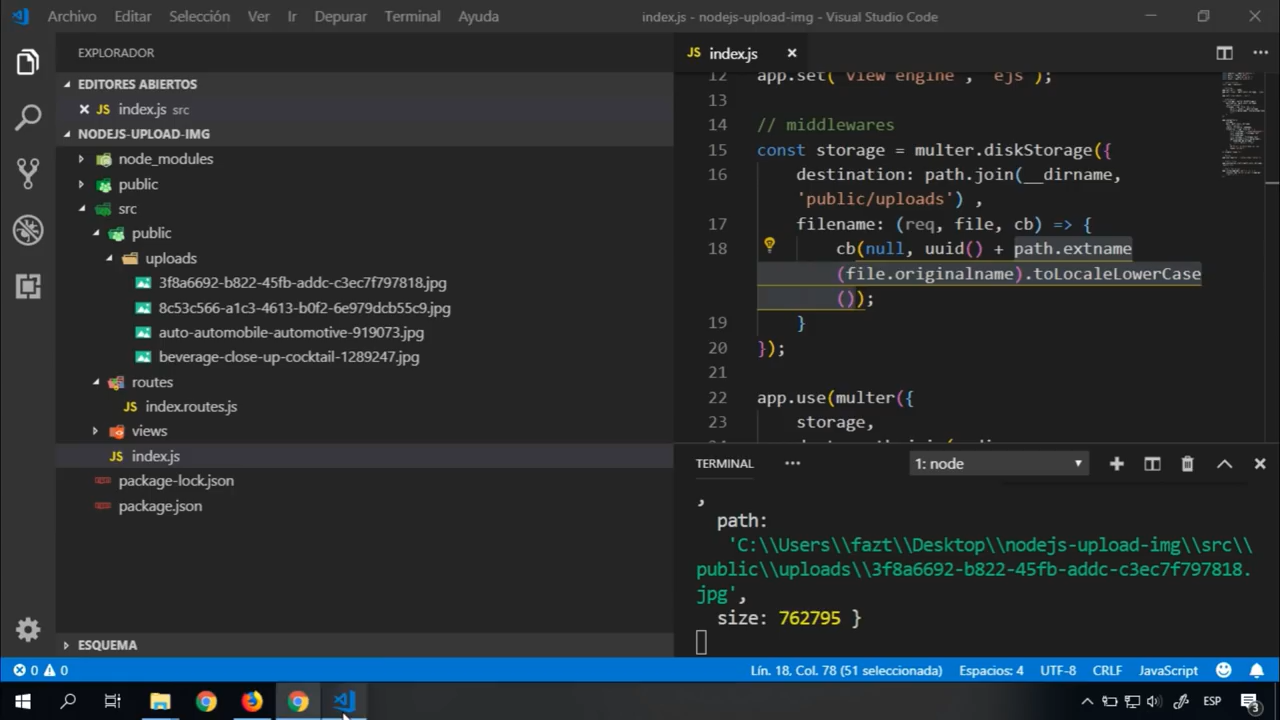 Archivo Editar Selección Ver Ir Depurar Terminal Ayuda
index.js - nodejs-upload-img - Visual Studio Code
EXPLORADOR
EDITORES ABIERTOS
JS index.js src
NODEJS-UPLOAD-IMG
node_modules
public
src
public
uploads
3f8a6692-b822-45fb-addc-c3ec7f797818.jpg
8c53c566-a1c3-4613-b0f2-6e979dcb55c9.jpg
auto-automobile-automotive-919073.jpg
beverage-close-up-cocktail-1289247.jpg
routes
JS index.routes.js
views
JS index.js
package-lock.json
package.json
ESQUEMA
JS index.js
12 app.set('view engine', 'ejs');
13
14 // middlewares
15 const storage = multer.diskStorage({
16 destination: path.join(__dirname,
'public/uploads') ,
17 filename: (req, file, cb) => {
18 cb(null, uuid() + path.extname
(file.originalname).toLocaleLowerCase
());
19 }
20 });
21
22 app.use(multer({
23 storage,
TERMINAL
1: node
,
path:
'C:\\Users\\fazt\\Desktop\\nodejs-upload-img\\src\\
public\\uploads\\3f8a6692-b822-45fb-addc-c3ec7f797818.
jpg',
size: 762795 }
0 0
Lín. 18, Col. 78 (51 seleccionada) Espacios: 4 UTF-8 CRLF JavaScript
ESP
3